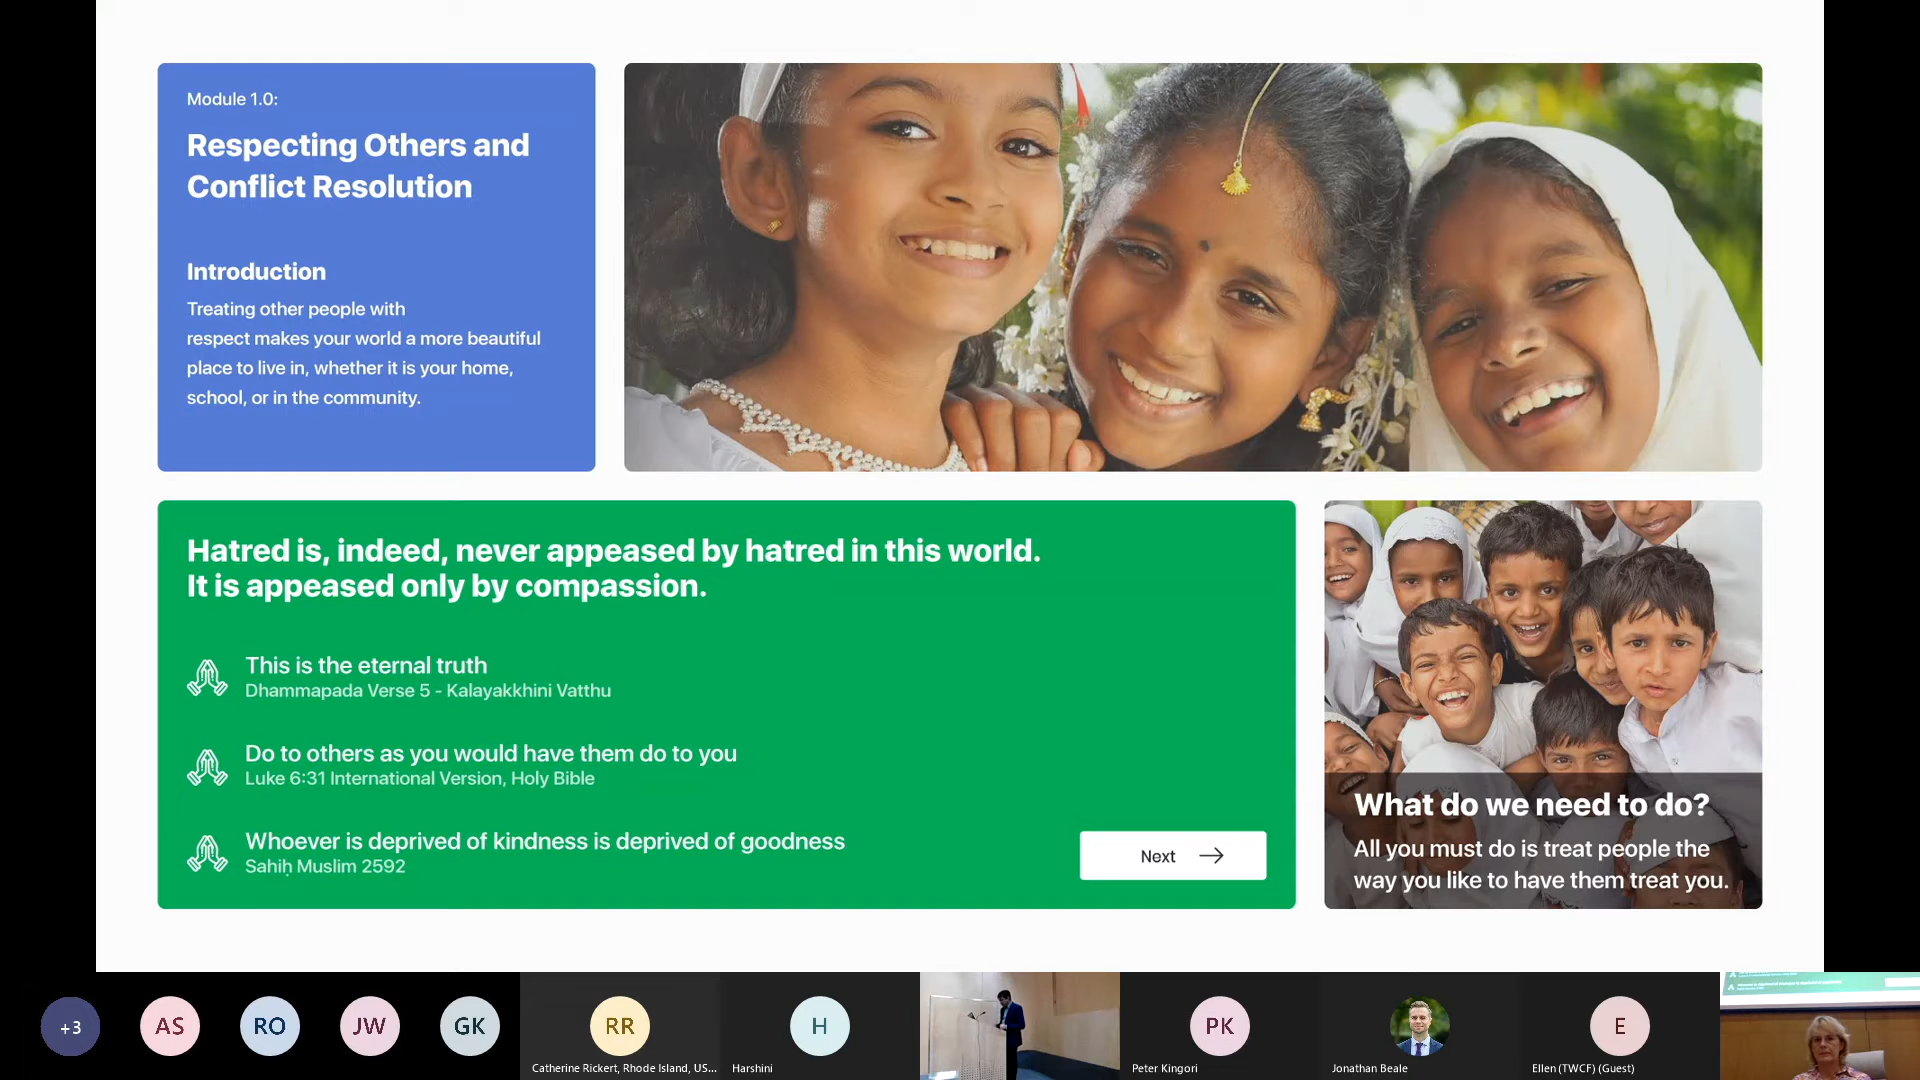 Module 1.0:
Respecting Others and
Conflict Resolution
Introduction
Treating other people with
respect makes your world a more beautiful
place to live in, whether it is your home,
school, or in the community.
Hatred is, indeed, never appeased by hatred in this world.
It is appeased only by compassion.
This is the eternal truth
Dhammapada Verse 5 - Kalayakkhini Vatthu
Do to others as you would have them do to you
Luke 6:31 International Version, Holy Bible
Whoever is deprived of kindness is deprived of goodness
Sahiḥ Muslim 2592
Next
What do we need to do?
All you must do is treat people the
way you like to have them treat you.
+3
AS
RO
JW
GK
RR
Catherine Rickert, Rhode Island, US...
H
Harshini
PK
Peter Kingori
Jonathan Beale
E
Ellen (TWCF) (Guest)